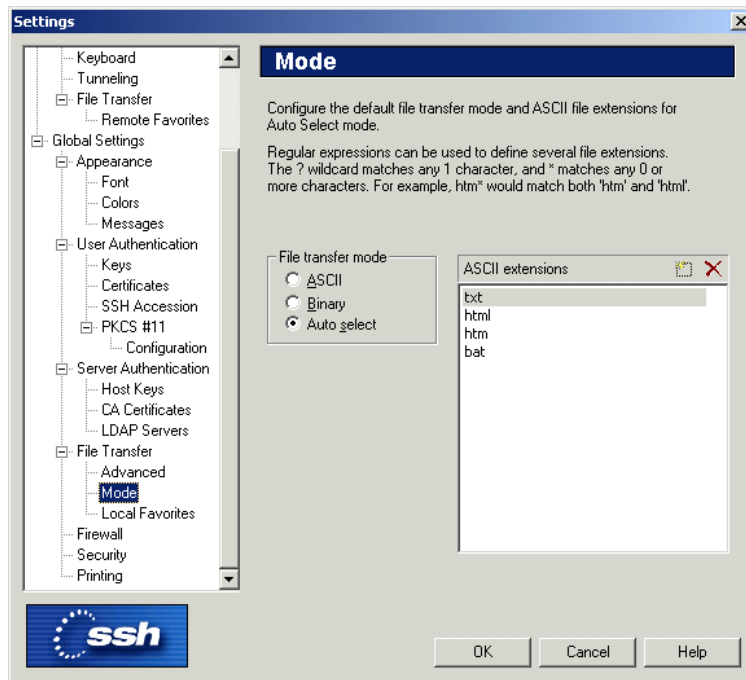 Settings
Keyboard
Tunneling
File Transfer
Remote Favorites
Global Settings
Appearance
Font
Colors
Messages
User Authentication
Keys
Certificates
SSH Accession
PKCS #11
Configuration
Server Authentication
Host Keys
CA Certificates
LDAP Servers
File Transfer
Advanced
Mode
Local Favorites
Firewall
Security
Printing
ssh
Mode
Configure the default file transfer mode and ASCII file extensions for
Auto Select mode.
Regular expressions can be used to define several file extensions.
The ? wildcard matches any 1 character, and * matches any 0 or
more characters. For example, htm* would match both 'htm' and 'html'.
File transfer mode
ASCII
Binary
Auto select
ASCII extensions
txt
html
htm
bat
OK
Cancel
Help